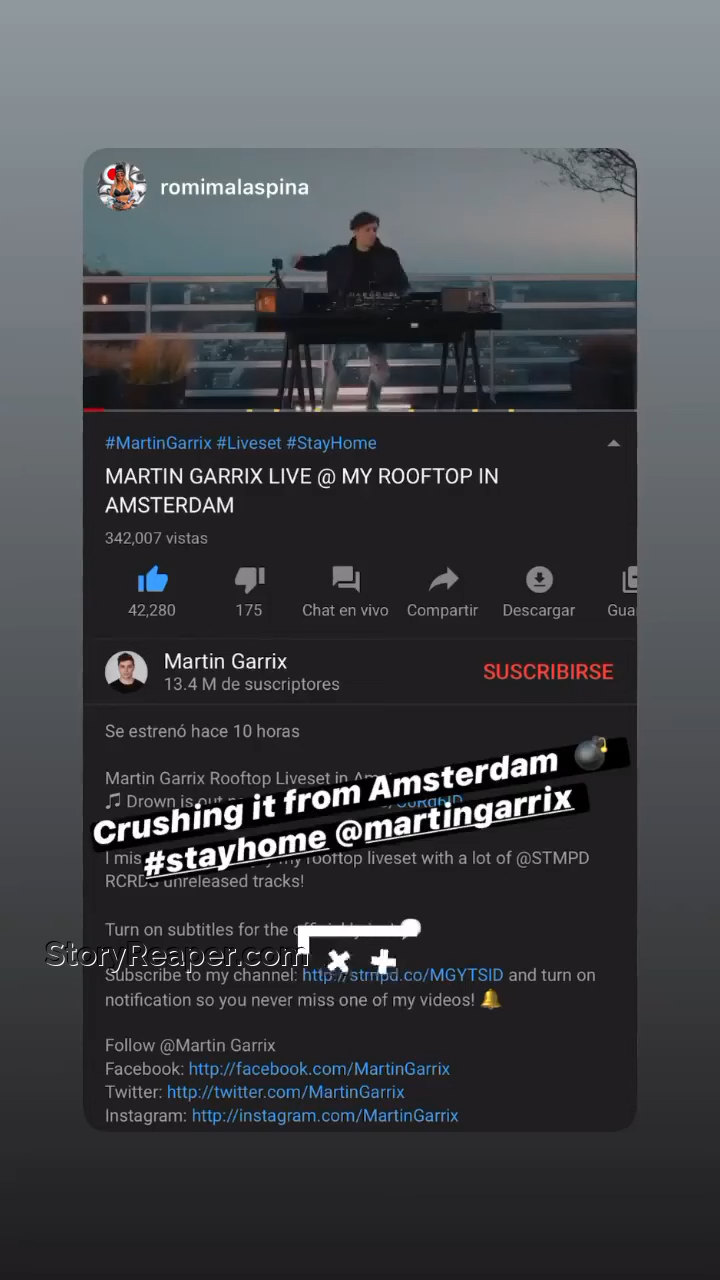 romimalaspina
#MartinGarrix #Liveset #StayHome
MARTIN GARRIX LIVE @ MY ROOFTOP IN
AMSTERDAM
342,007 vistas
42,280
175
Chat en vivo
Compartir
Descargar
Martin Garrix
13.4 M de suscriptores
SUSCRIBIRSE
Se estrenó hace 10 horas
Martin Garrix Rooftop Liveset in
Drown is
Crushing it from Amsterdam 💣
#stayhome @martingarrix
rooftop liveset with a lot of @STMPD
unreleased tracks!
Turn on subtitles for the
StoryReaper.com
Subscribe to my channel: http://stmpd.co/MGYTSID and turn on
notification so you never miss one of my videos! 🔔
Follow @Martin Garrix
Facebook: http://facebook.com/MartinGarrix
Twitter: http://twitter.com/MartinGarrix
Instagram: http://instagram.com/MartinGarrix